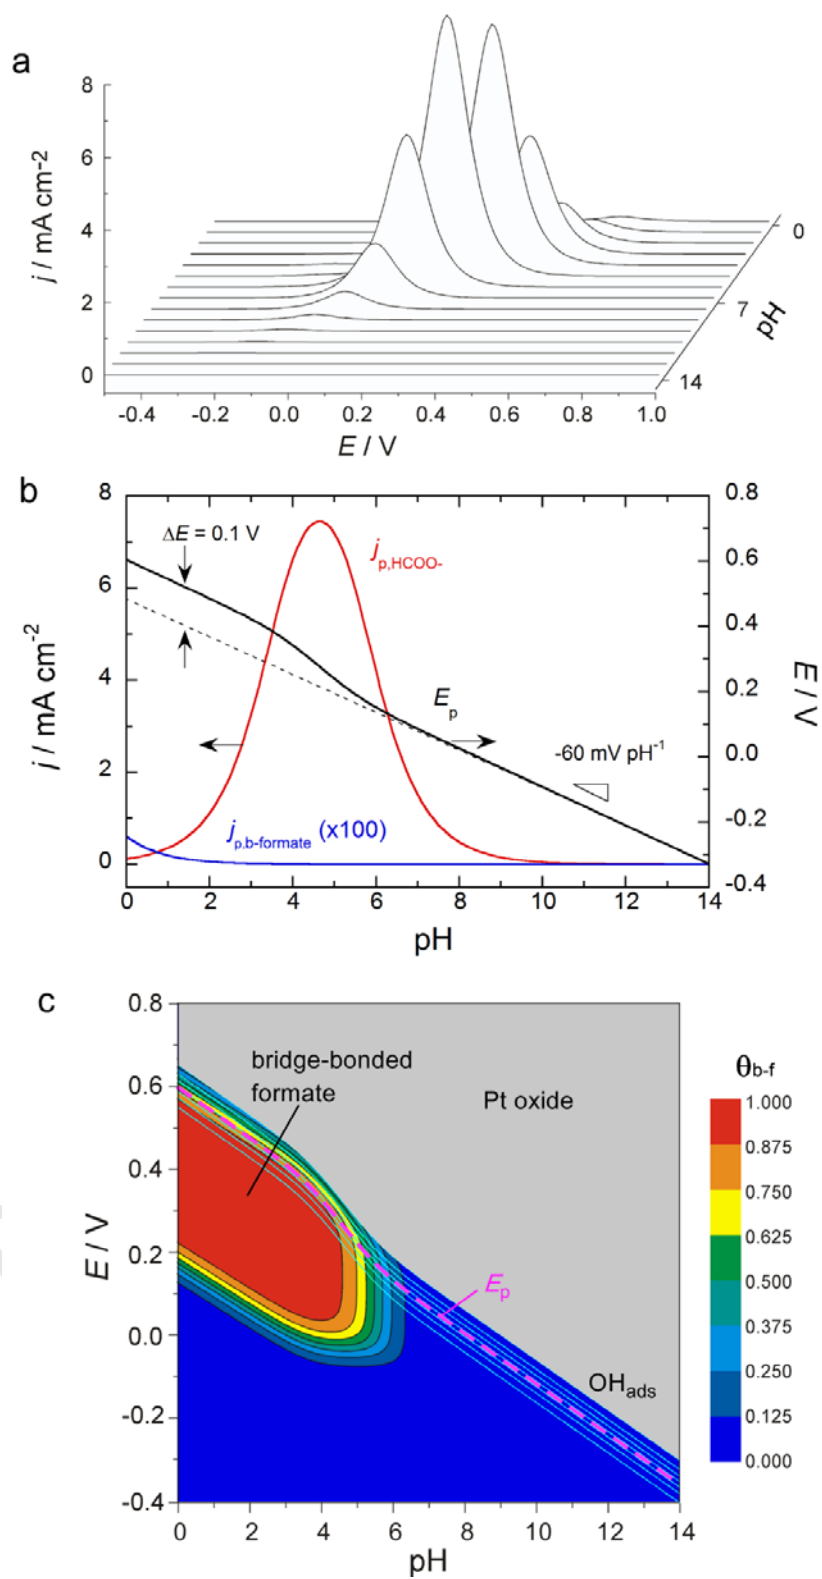 a
j / mA cm-2
8
6
4
2
0
-0.4 -0.2 0.0 0.2 0.4 0.6 0.8 1.0
E / V
0
7
14
pH
b
8
6
4
2
0
j / mA cm⁻²
ΔE = 0.1 V
j p,HCOO-
E p
-60 mV pH⁻¹
j p,b-formate (x100)
0.8
0.6
0.4
0.2
0.0
-0.2
-0.4
E / V
0 2 4 6 8 10 12 14
pH
c
0.8
0.6
0.4
0.2
0.0
-0.2
-0.4
E / V
bridge-bonded
formate
Pt oxide
E p
OH ads
0 2 4 6 8 10 12 14
pH
θ b-f
1.000
0.875
0.750
0.625
0.500
0.375
0.250
0.125
0.000